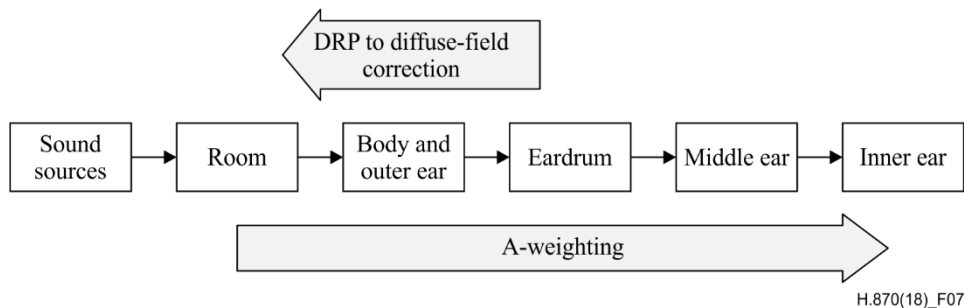 DRP to diffuse-field
correction
Sound
sources
Room
Body and
outer ear
Eardrum
Middle ear
Inner ear
A-weighting
H.870(18)_F07